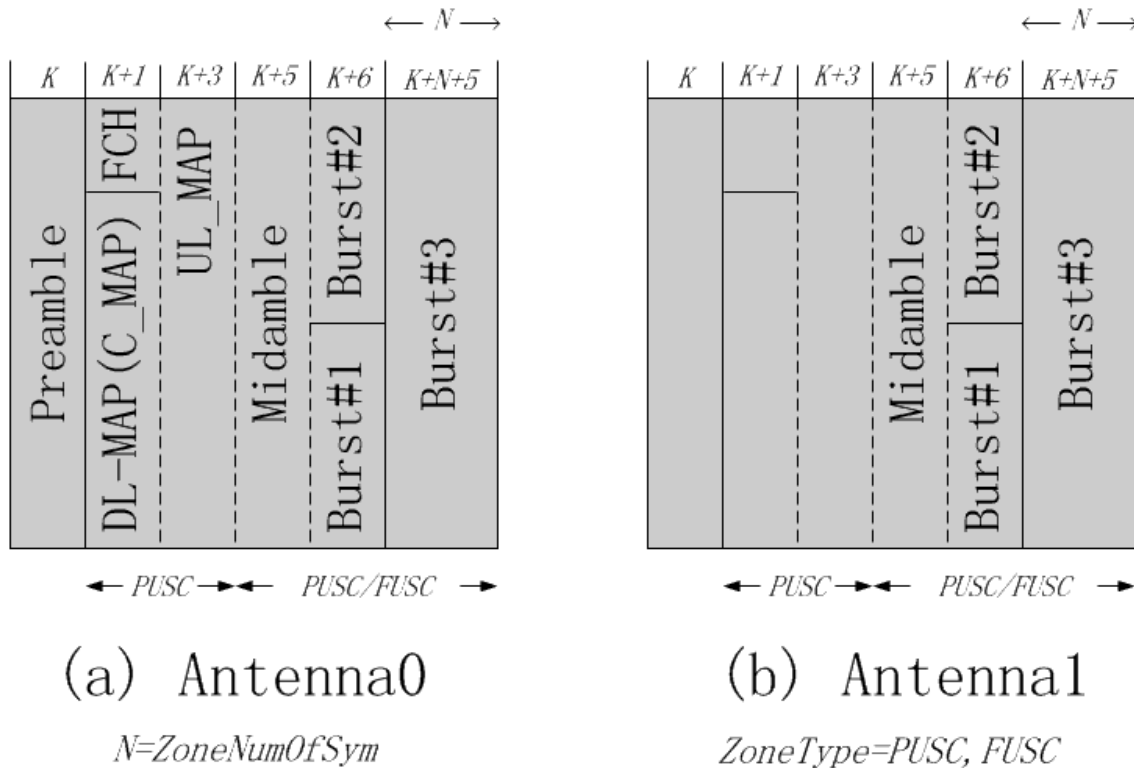 ← N →
K K+1 K+3 K+5 K+6 K+N+5
Preamble
FCH
DL-MAP(C_MAP)
UL_MAP
Midamble
Burst#2
Burst#1
Burst#3
PUSC PUSC/FUSC
(a) Antenna0
N=ZoneNumOfSym
← N →
K K+1 K+3 K+5 K+6 K+N+5
Midamble
Burst#2
Burst#1
Burst#3
PUSC PUSC/FUSC
(b) Antenna1
ZoneType=PUSC, FUSC